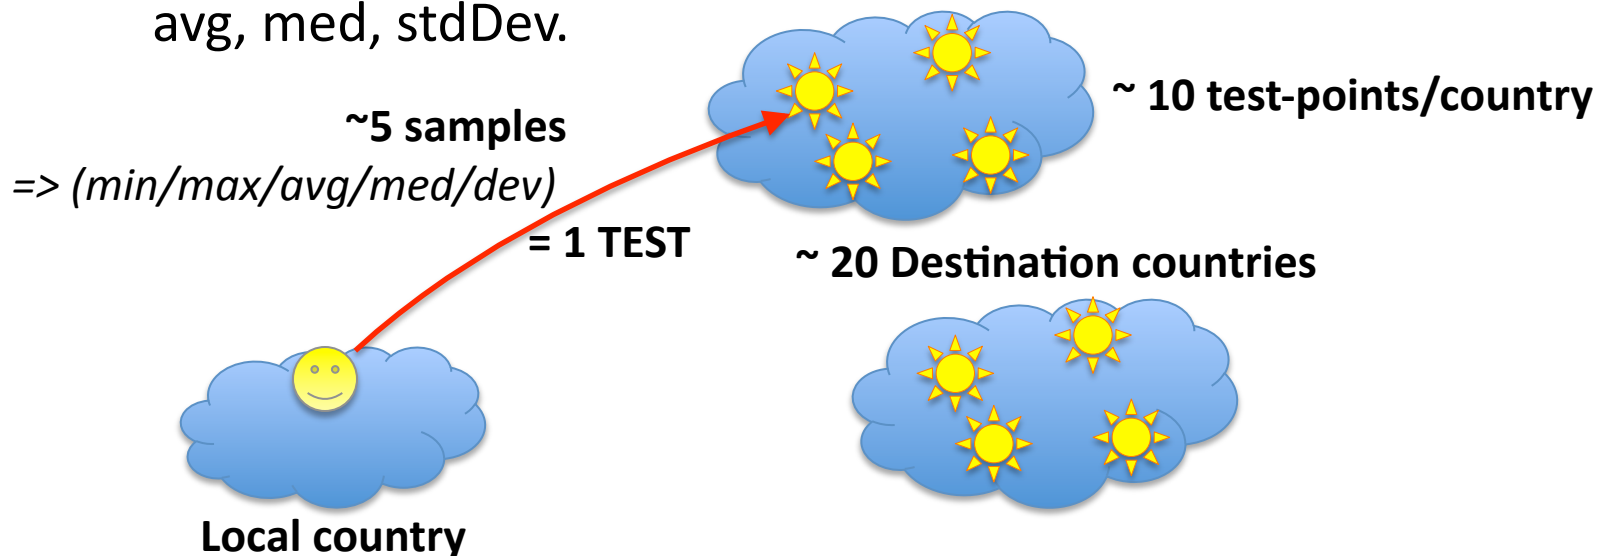 avg, med, stdDev.
~5 samples
=> (min/max/avg/med/dev)
= 1 TEST
~ 10 test-points/country
~ 20 Destination countries
Local country